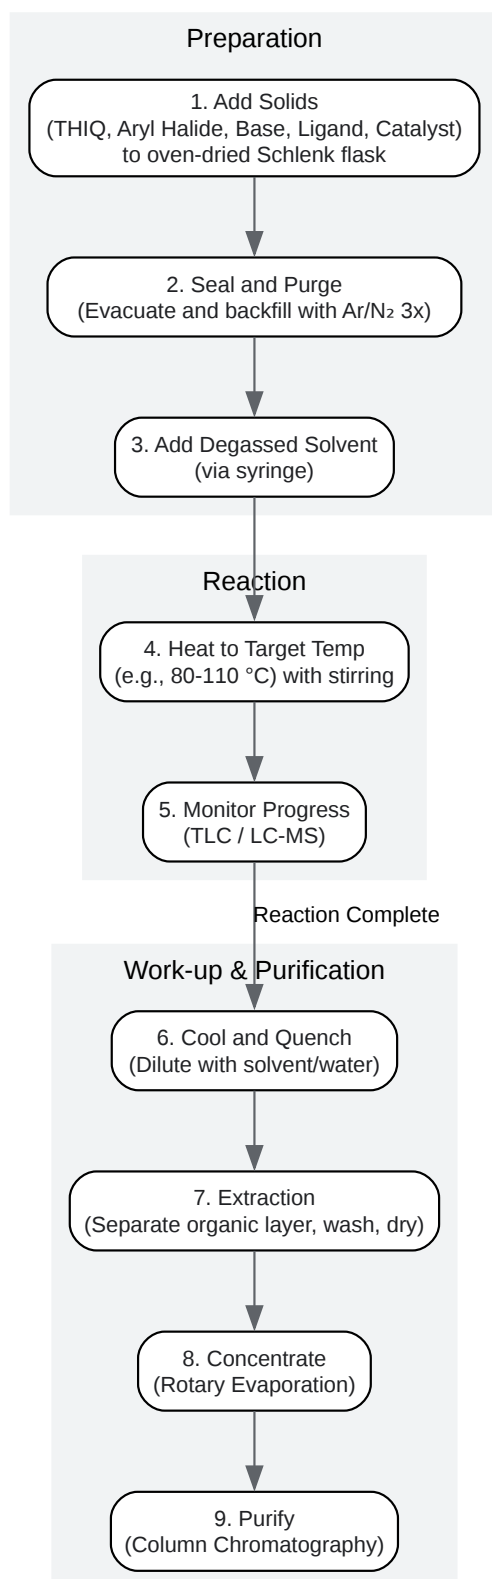 Preparation
1. Add Solids
(THIQ, Aryl Halide, Base, Ligand, Catalyst)
to oven-dried Schlenk flask
2. Seal and Purge
(Evacuate and backfill with Ar/N₂ 3x)
3. Add Degassed Solvent
(via syringe)
Reaction
4. Heat to Target Temp
(e.g., 80-110 °C) with stirring
5. Monitor Progress
(TLC / LC-MS)
Reaction Complete
Work-up & Purification
6. Cool and Quench
(Dilute with solvent/water)
7. Extraction
(Separate organic layer, wash, dry)
8. Concentrate
(Rotary Evaporation)
9. Purify
(Column Chromatography)